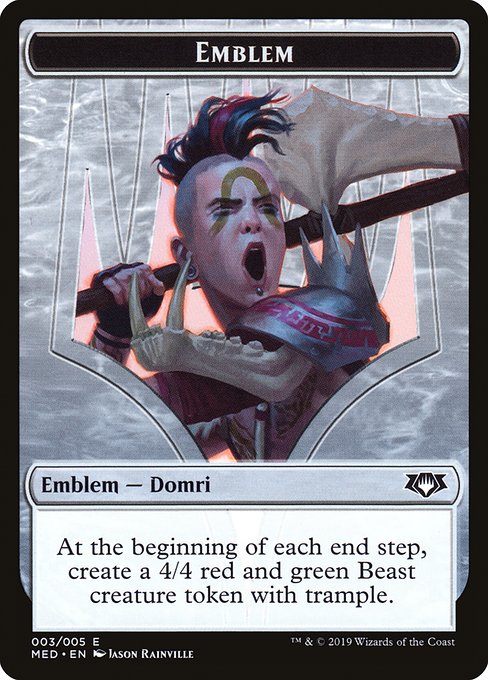 Emblem
Emblem — Domri
At the beginning of each end step,
create a 4/4 red and green Beast
creature token with trample.
003/005 E
MED • EN Jason Rainville
™ & © 2019 Wizards of the Coast